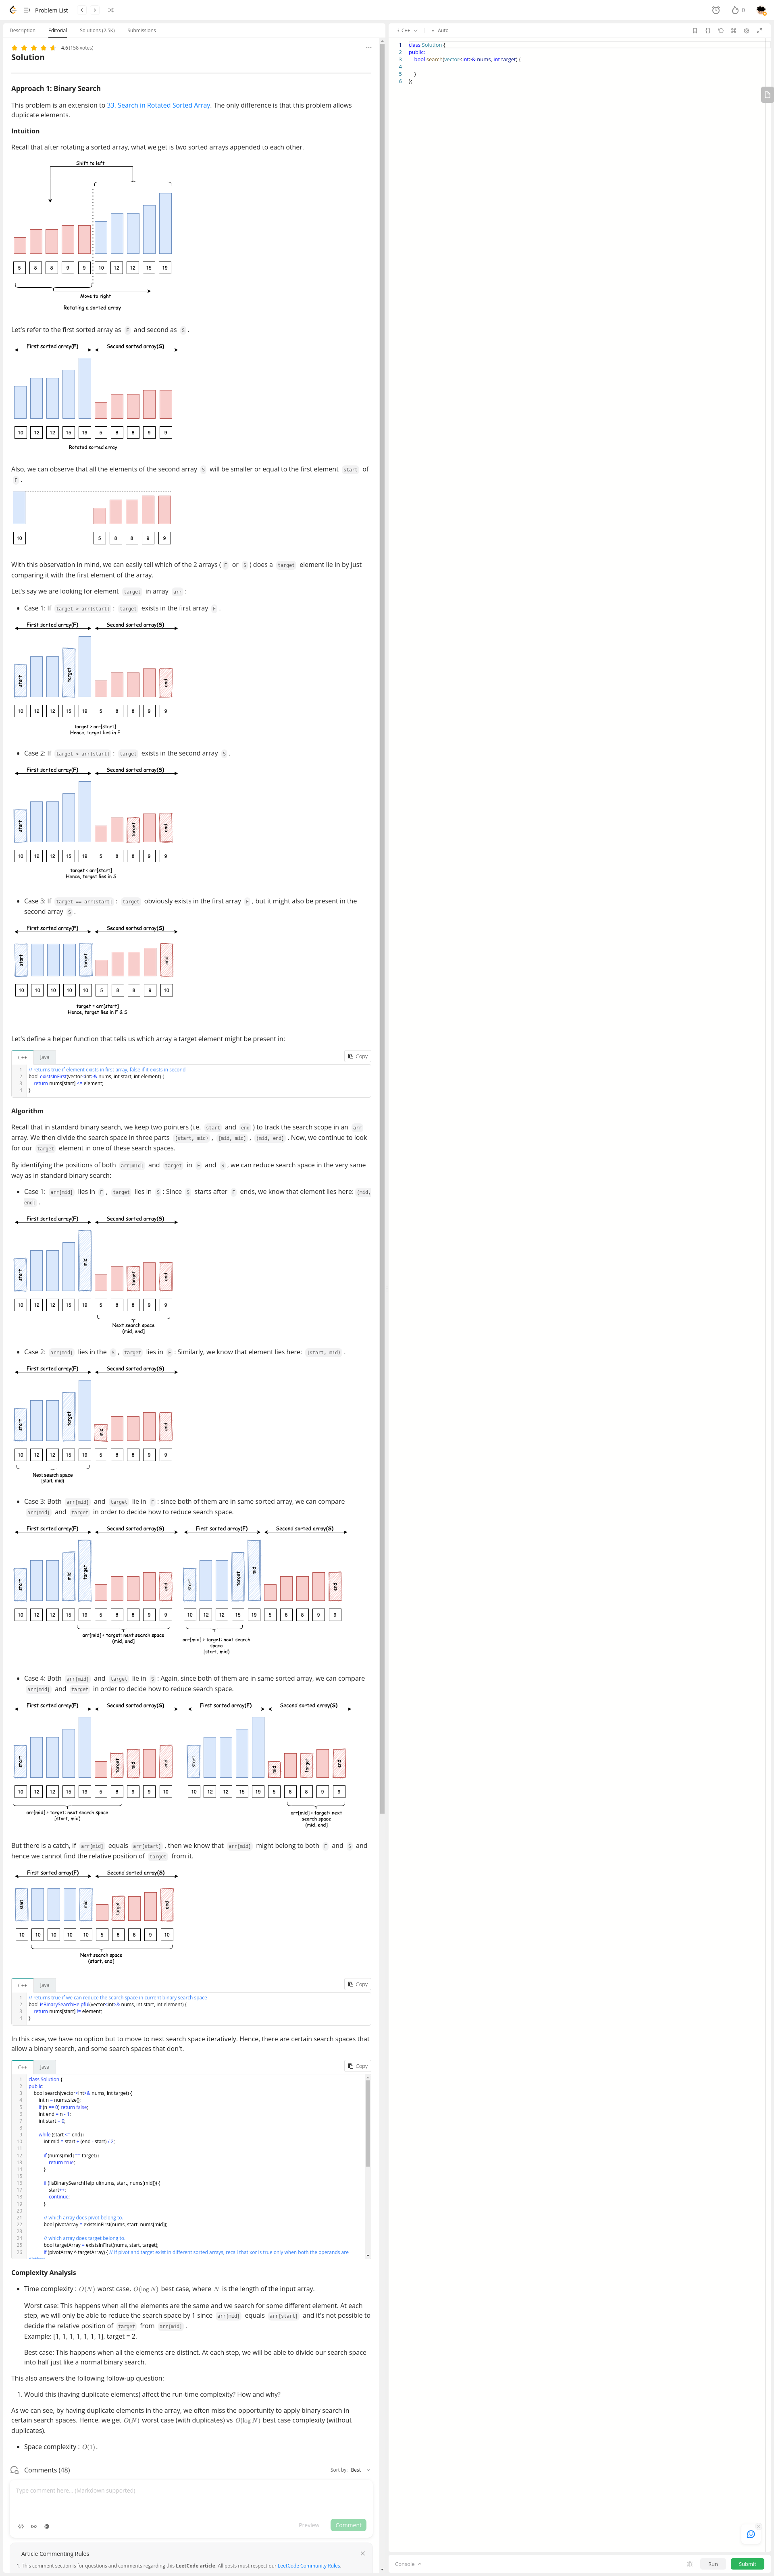 Problem List
0
Description Editorial Solutions (2.5K) Submissions
4.6 (158 votes)
Solution
Approach 1: Binary Search
This problem is an extension to 33. Search in Rotated Sorted Array. The only difference is that this problem allows
duplicate elements.
Intuition
Recall that after rotating a sorted array, what we get is two sorted arrays appended to each other.
Shift to left
5 8 8 9 9 10 12 12 15 19
Move to right
Rotating a sorted array
Let's refer to the first sorted array as F and second as S .
First sorted array(F) Second sorted array(S)
10 12 12 15 19 5 8 8 9 9
Rotated sorted array
Also, we can observe that all the elements of the second array S will be smaller or equal to the first element start of
F .
10 5 8 8 9 9
With this observation in mind, we can easily tell which of the 2 arrays ( F or S ) does a target element lie in by just
comparing it with the first element of the array.
Let's say we are looking for element target in array arr :
• Case 1: If target > arr[start] : target exists in the first array F .
First sorted array(F) Second sorted array(S)
start target end
10 12 12 15 19 5 8 8 9 9
target > arr[start]
Hence, target lies in F
• Case 2: If target < arr[start] : target exists in the second array S .
First sorted array(F) Second sorted array(S)
start target end
10 12 12 15 19 5 8 8 9 9
target < arr[start]
Hence, target lies in S
• Case 3: If target == arr[start] : target obviously exists in the first array F , but it might also be present in the
second array S .
First sorted array(F) Second sorted array(S)
start target end
10 10 10 10 10 5 8 8 9 10
target = arr[start]
Hence, target lies in F & S
Let's define a helper function that tells us which array a target element might be present in:
C++ Java Copy
1 // returns true if element exists in first array, false if it exists in second
2 bool existsInFirst(vector<int>& nums, int start, int element) {
3 return nums[start] <= element;
4 }
Algorithm
Recall that in standard binary search, we keep two pointers (i.e. start and end ) to track the search scope in an arr
array. We then divide the search space in three parts [start, mid) , [mid, mid] , (mid, end] . Now, we continue to look
for our target element in one of these search spaces.
By identifying the positions of both arr[mid] and target in F and S , we can reduce search space in the very same
way as in standard binary search:
• Case 1: arr[mid] lies in F , target lies in S : Since S starts after F ends, we know that element lies here: (mid,
end] .
First sorted array(F) Second sorted array(S)
start mid target end
10 12 12 15 19 5 8 8 9 9
Next search space
(mid, end]
• Case 2: arr[mid] lies in the S , target lies in F : Similarly, we know that element lies here: [start, mid) .
First sorted array(F) Second sorted array(S)
start target mid end
10 12 12 15 19 5 8 8 9 9
Next search space
[start, mid)
• Case 3: Both arr[mid] and target lie in F : since both of them are in same sorted array, we can compare
arr[mid] and target in order to decide how to reduce search space.
First sorted array(F) Second sorted array(S) First sorted array(F) Second sorted array(S)
start mid target end start target mid end
10 12 12 15 19 5 8 8 9 9 10 12 12 15 19 5 8 8 9 9
arr[mid] < target: next search space
(mid, end]
arr[mid] > target: next search
space
[start, mid)
• Case 4: Both arr[mid] and target lie in S : Again, since both of them are in same sorted array, we can compare
arr[mid] and target in order to decide how to reduce search space.
First sorted array(F) Second sorted array(S) First sorted array(F) Second sorted array(S)
start target mid end start mid target end
10 12 12 15 19 5 8 9 9 10 10 12 12 15 19 5 8 8 9 9
arr[mid] > target: next search space
[start, mid)
arr[mid] < target: next
search space
(mid, end]
But there is a catch, if arr[mid] equals arr[start] , then we know that arr[mid] might belong to both F and S and
hence we cannot find the relative position of target from it.
First sorted array(F) Second sorted array(S)
start mid target end
10 10 10 10 10 5 8 8 9 10
Next search space
(start, end]
C++ Java Copy
1 // returns true if we can reduce the search space in current binary search space
2 bool isBinarySearchHelpful(vector<int>& nums, int start, int element) {
3 return nums[start] != element;
4 }
In this case, we have no option but to move to next search space iteratively. Hence, there are certain search spaces that
allow a binary search, and some search spaces that don't.
C++ Java Copy
1 class Solution {
2 public:
3 bool search(vector<int>& nums, int target) {
4 int n = nums.size();
5 if (n == 0) return false;
6 int end = n - 1;
7 int start = 0;
8
9 while (start <= end) {
10 int mid = start + (end - start) / 2;
11
12 if (nums[mid] == target) {
13 return true;
14 }
15
16 if (!isBinarySearchHelpful(nums, start, nums[mid])) {
17 start++;
18 continue;
19 }
20
21 // which array does pivot belong to.
22 bool pivotArray = existsInFirst(nums, start, nums[mid]);
23
24 // which array does target belong to.
25 bool targetArray = existsInFirst(nums, start, target);
26 if (pivotArray ^ targetArray) { // If pivot and target exist in different sorted arrays, recall that xor is true only when both the operands are
Complexity Analysis
• Time complexity : O(N) worst case, O(log N) best case, where N is the length of the input array.
Worst case: This happens when all the elements are the same and we search for some different element. At each
step, we will only be able to reduce the search space by 1 since arr[mid] equals arr[start] and it's not possible to
decide the relative position of target from arr[mid] .
Example: [1, 1, 1, 1, 1, 1, 1], target = 2.
Best case: This happens when all the elements are distinct. At each step, we will be able to divide our search space
into half just like a normal binary search.
This also answers the following follow-up question:
1. Would this (having duplicate elements) affect the run-time complexity? How and why?
As we can see, by having duplicate elements in the array, we often miss the opportunity to apply binary search in
certain search spaces. Hence, we get O(N) worst case (with duplicates) vs O(log N) best case complexity (without
duplicates).
• Space complexity : O(1).
Comments (48) Sort by: Best
Type comment here... (Markdown supported)
Preview Comment
Article Commenting Rules
1. This comment section is for questions and comments regarding this LeetCode article. All posts must respect our LeetCode Community Rules.
C++ Auto
1 class Solution {
2 public:
3 bool search(vector<int>& nums, int target) {
4
5 }
6 };
Console Run Submit